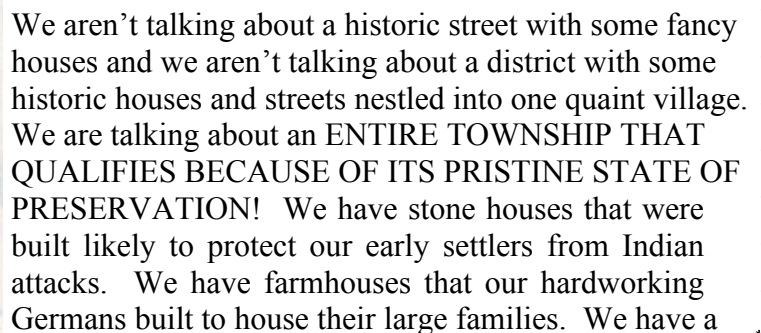 We aren’t talking about a historic street with some fancy
houses and we aren’t talking about a district with some
historic houses and streets nestled into one quaint village.
We are talking about an ENTIRE TOWNSHIP THAT
QUALIFIES BECAUSE OF ITS PRISTINE STATE OF
PRESERVATION!  We have stone houses that were
built likely to protect our early settlers from Indian
attacks.  We have farmhouses that our hardworking
Germans built to house their large families.  We have a